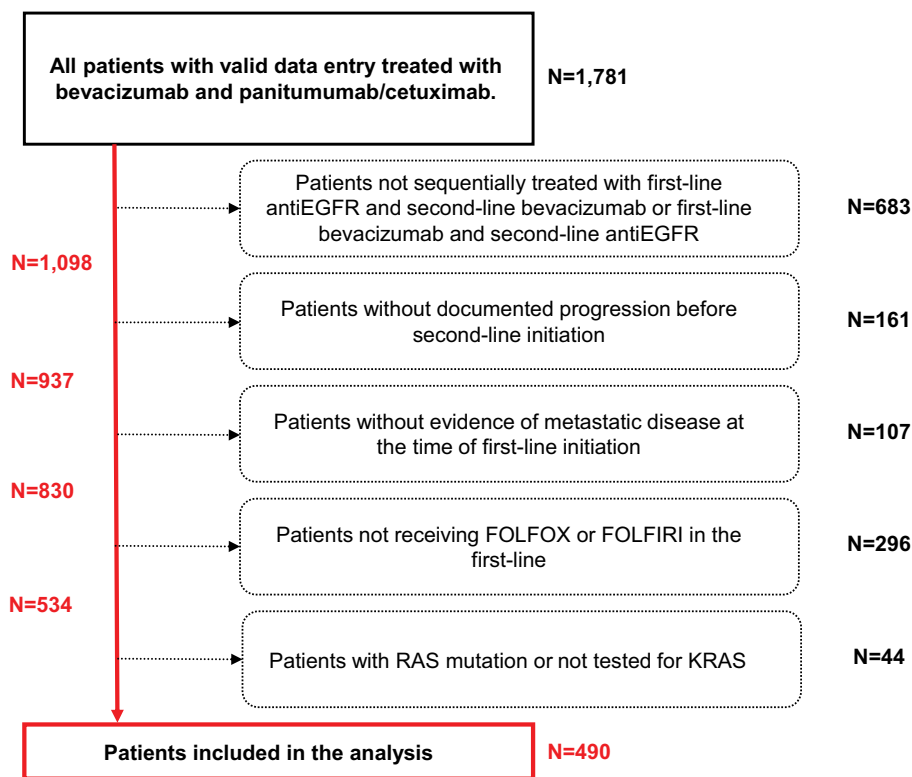 All patients with valid data entry treated with
bevacizumab and panitumumab/cetuximab.
N=1,781
Patients not sequentially treated with first-line
antiEGFR and second-line bevacizumab or first-line
bevacizumab and second-line antiEGFR
N=683
N=1,098
Patients without documented progression before
second-line initiation
N=161
N=937
Patients without evidence of metastatic disease at
the time of first-line initiation
N=107
N=830
Patients not receiving FOLFOX or FOLFIRI in the
first-line
N=296
N=534
Patients with RAS mutation or not tested for KRAS
N=44
Patients included in the analysis
N=490